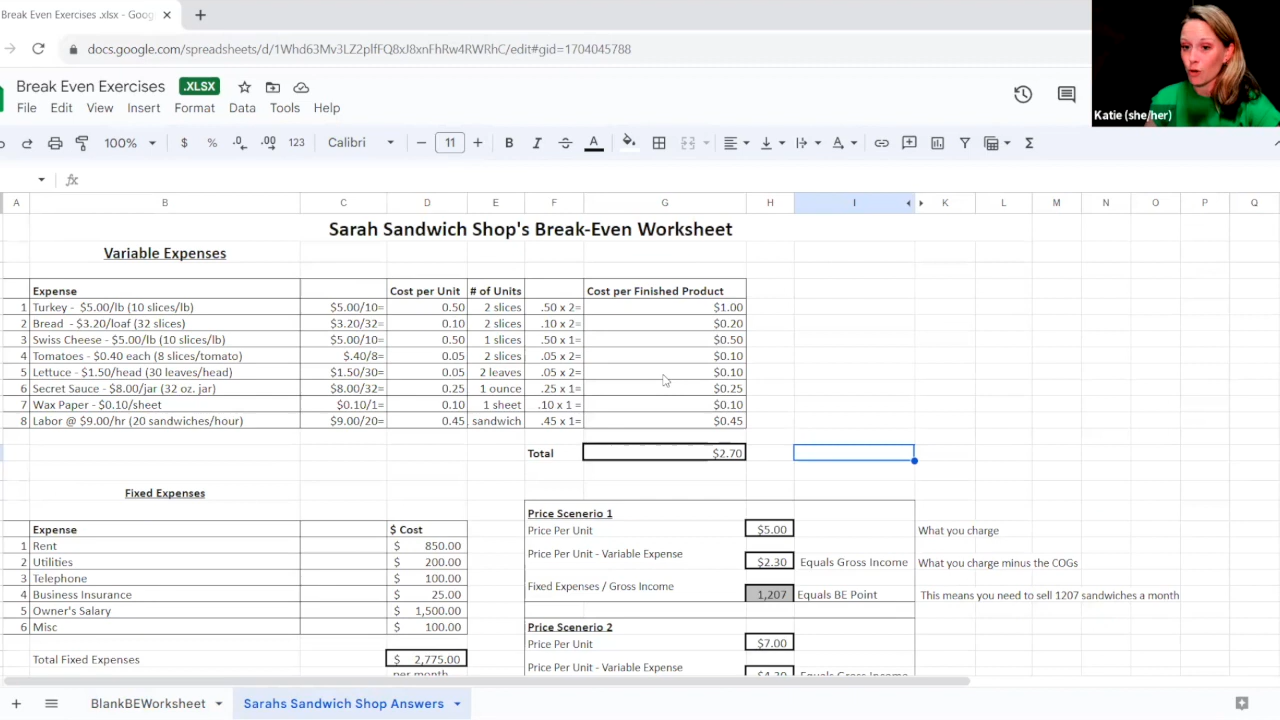 Break Even Exercises .xlsx - Goog
docs.google.com/spreadsheets/d/1Whd63Mv3LZ2plfFQ8xJ8xnFhRw4RWRhC/edit#gid=1704045788
Break Even Exercises .XLSX
File Edit View Insert Format Data Tools Help
100% $ % .0 .00 123 Calibri 11 B I A
fx
Katie (she/her)
A B C D E F G H I K L M N O P Q
Sarah Sandwich Shop's Break-Even Worksheet
Variable Expenses
Expense Cost per Unit # of Units Cost per Finished Product
1 Turkey - $5.00/lb (10 slices/lb) $5.00/10= 0.50 2 slices .50 x 2= $1.00
2 Bread - $3.20/loaf (32 slices) $3.20/32= 0.10 2 slices .10 x 2= $0.20
3 Swiss Cheese - $5.00/lb (10 slices/lb) $5.00/10= 0.50 1 slices .50 x 1= $0.50
4 Tomatoes - $0.40 each (8 slices/tomato) $.40/8= 0.05 2 slices .05 x 2= $0.10
5 Lettuce - $1.50/head (30 leaves/head) $1.50/30= 0.05 2 leaves .05 x 2= $0.10
6 Secret Sauce - $8.00/jar (32 oz. jar) $8.00/32= 0.25 1 ounce .25 x 1= $0.25
7 Wax Paper - $0.10/sheet $0.10/1= 0.10 1 sheet .10 x 1 = $0.10
8 Labor @ $9.00/hr (20 sandwiches/hour) $9.00/20= 0.45 sandwich .45 x 1= $0.45
Total $2.70
Fixed Expenses
Expense $ Cost
1 Rent $ 850.00
2 Utilities $ 200.00
3 Telephone $ 100.00
4 Business Insurance $ 25.00
5 Owner's Salary $ 1,500.00
6 Misc $ 100.00
Total Fixed Expenses $ 2,775.00
per month
Price Scenerio 1
Price Per Unit $5.00 What you charge
Price Per Unit - Variable Expense $2.30 Equals Gross Income What you charge minus the COGs
Fixed Expenses / Gross Income 1,207 Equals BE Point This means you need to sell 1207 sandwiches a month
Price Scenerio 2
Price Per Unit $7.00
Price Per Unit - Variable Expense $4.30 Equals Gross Income
BlankBEWorksheet Sarahs Sandwich Shop Answers